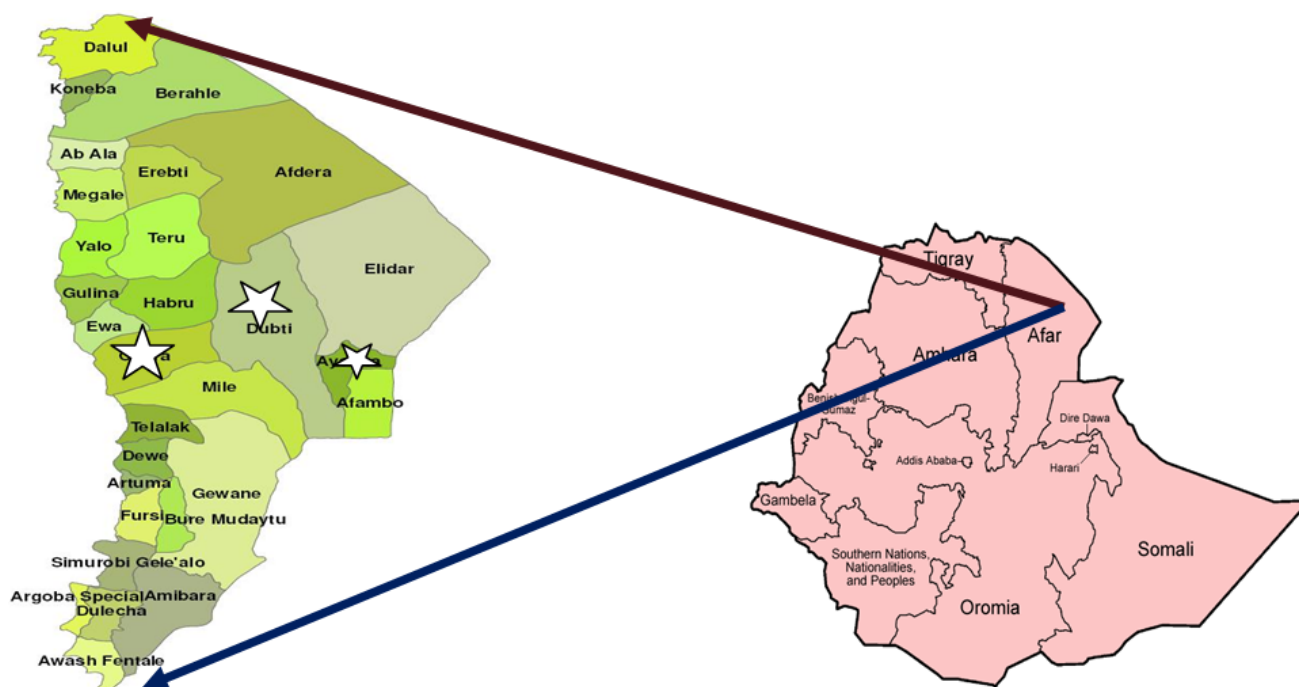 Dalul
Koneba
Berahle
Ab Ala
Erebti
Afdera
Megale
Teru
Yalo
Elidar
Gulina
Habru
Ewa
Dubti
Mile
Afambo
Telalak
Dewe
Artuma
Gewane
Fursi
Bure Mudaytu
Simurobi Gele'alo
Argoba Special
Amibara
Dulecha
Awash Fentale
Tigray
Afar
Amhara
Benishangul-
Gumaz
Dire Dawa
Addis Ababa
Harari
Gambela
Southern Nations,
Nationalities,
and Peoples
Somali
Oromia